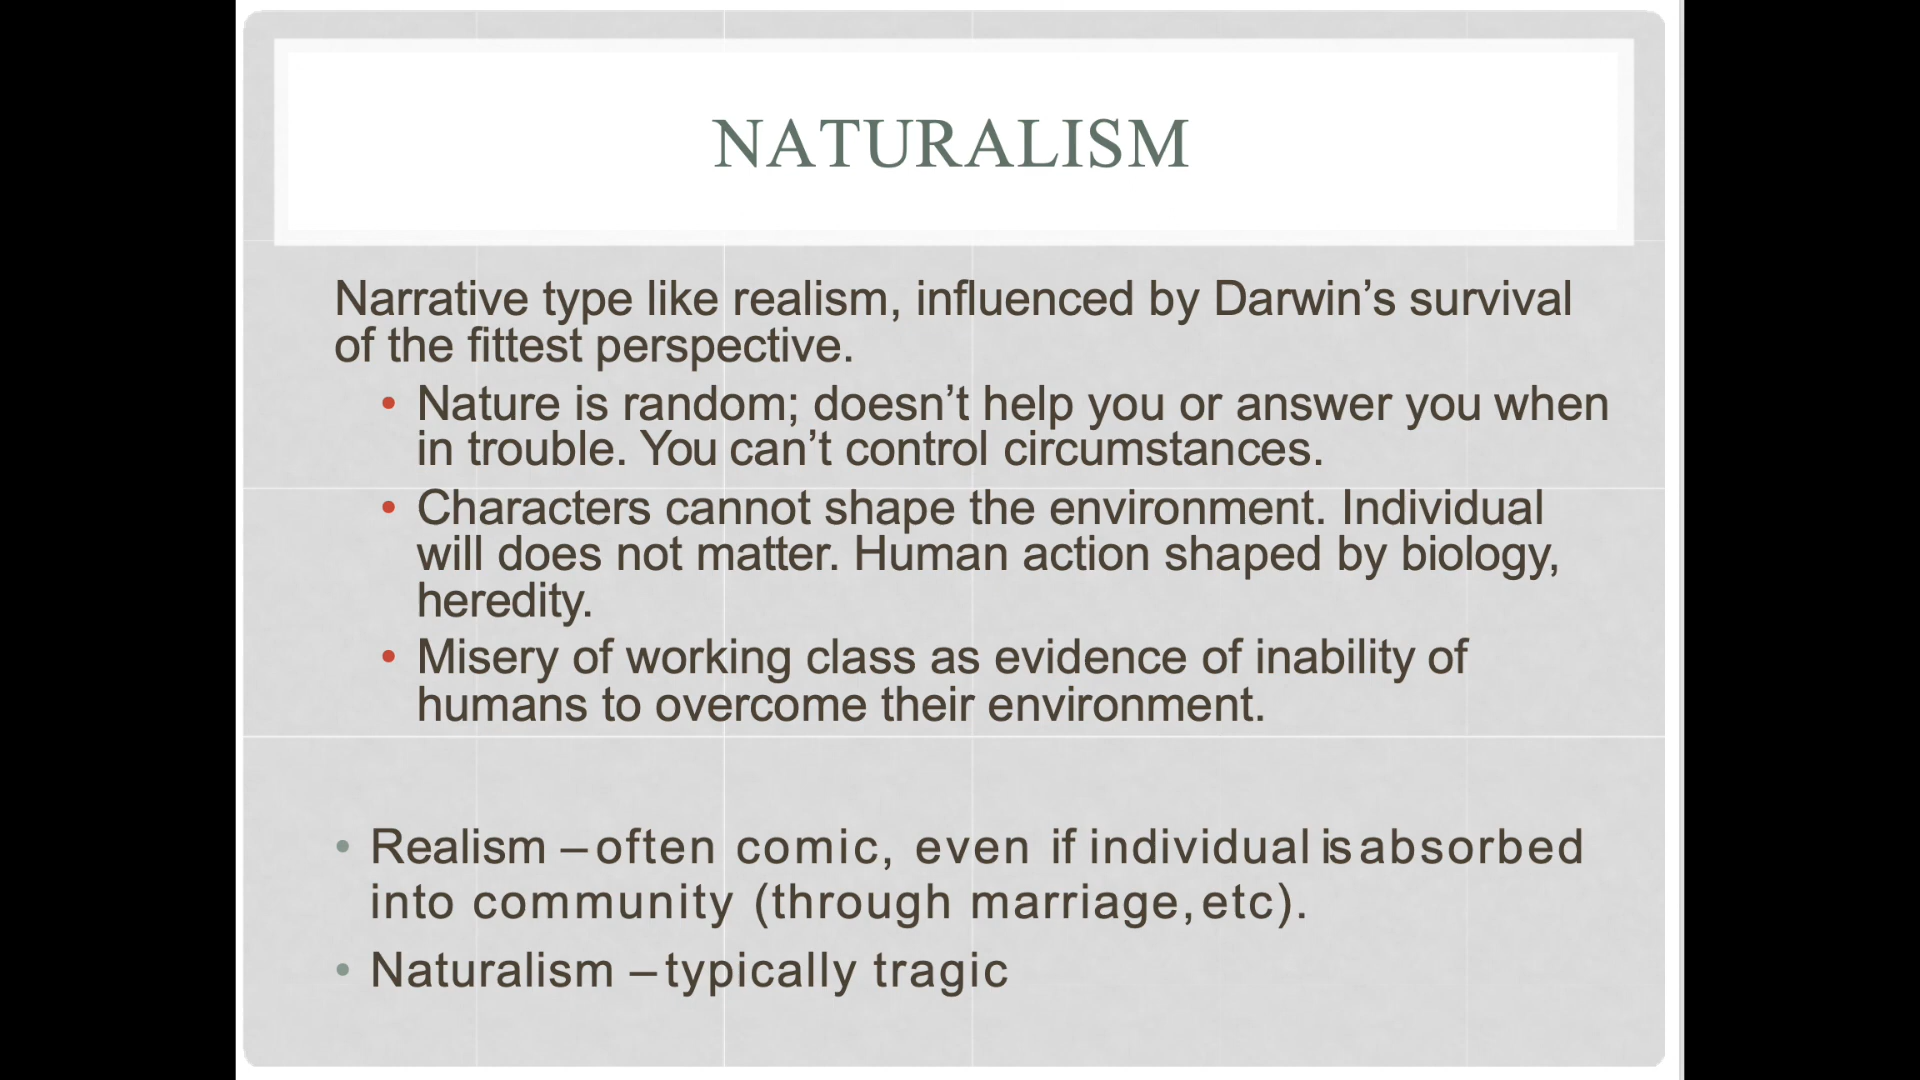 NATURALISM
Narrative type like realism, influenced by Darwin’s survival
of the fittest perspective.
• Nature is random; doesn’t help you or answer you when
in trouble. You can’t control circumstances.
• Characters cannot shape the environment. Individual
will does not matter. Human action shaped by biology,
heredity.
• Misery of working class as evidence of inability of
humans to overcome their environment.
• Realism – often comic, even if individual is absorbed
into community (through marriage, etc).
• Naturalism – typically tragic